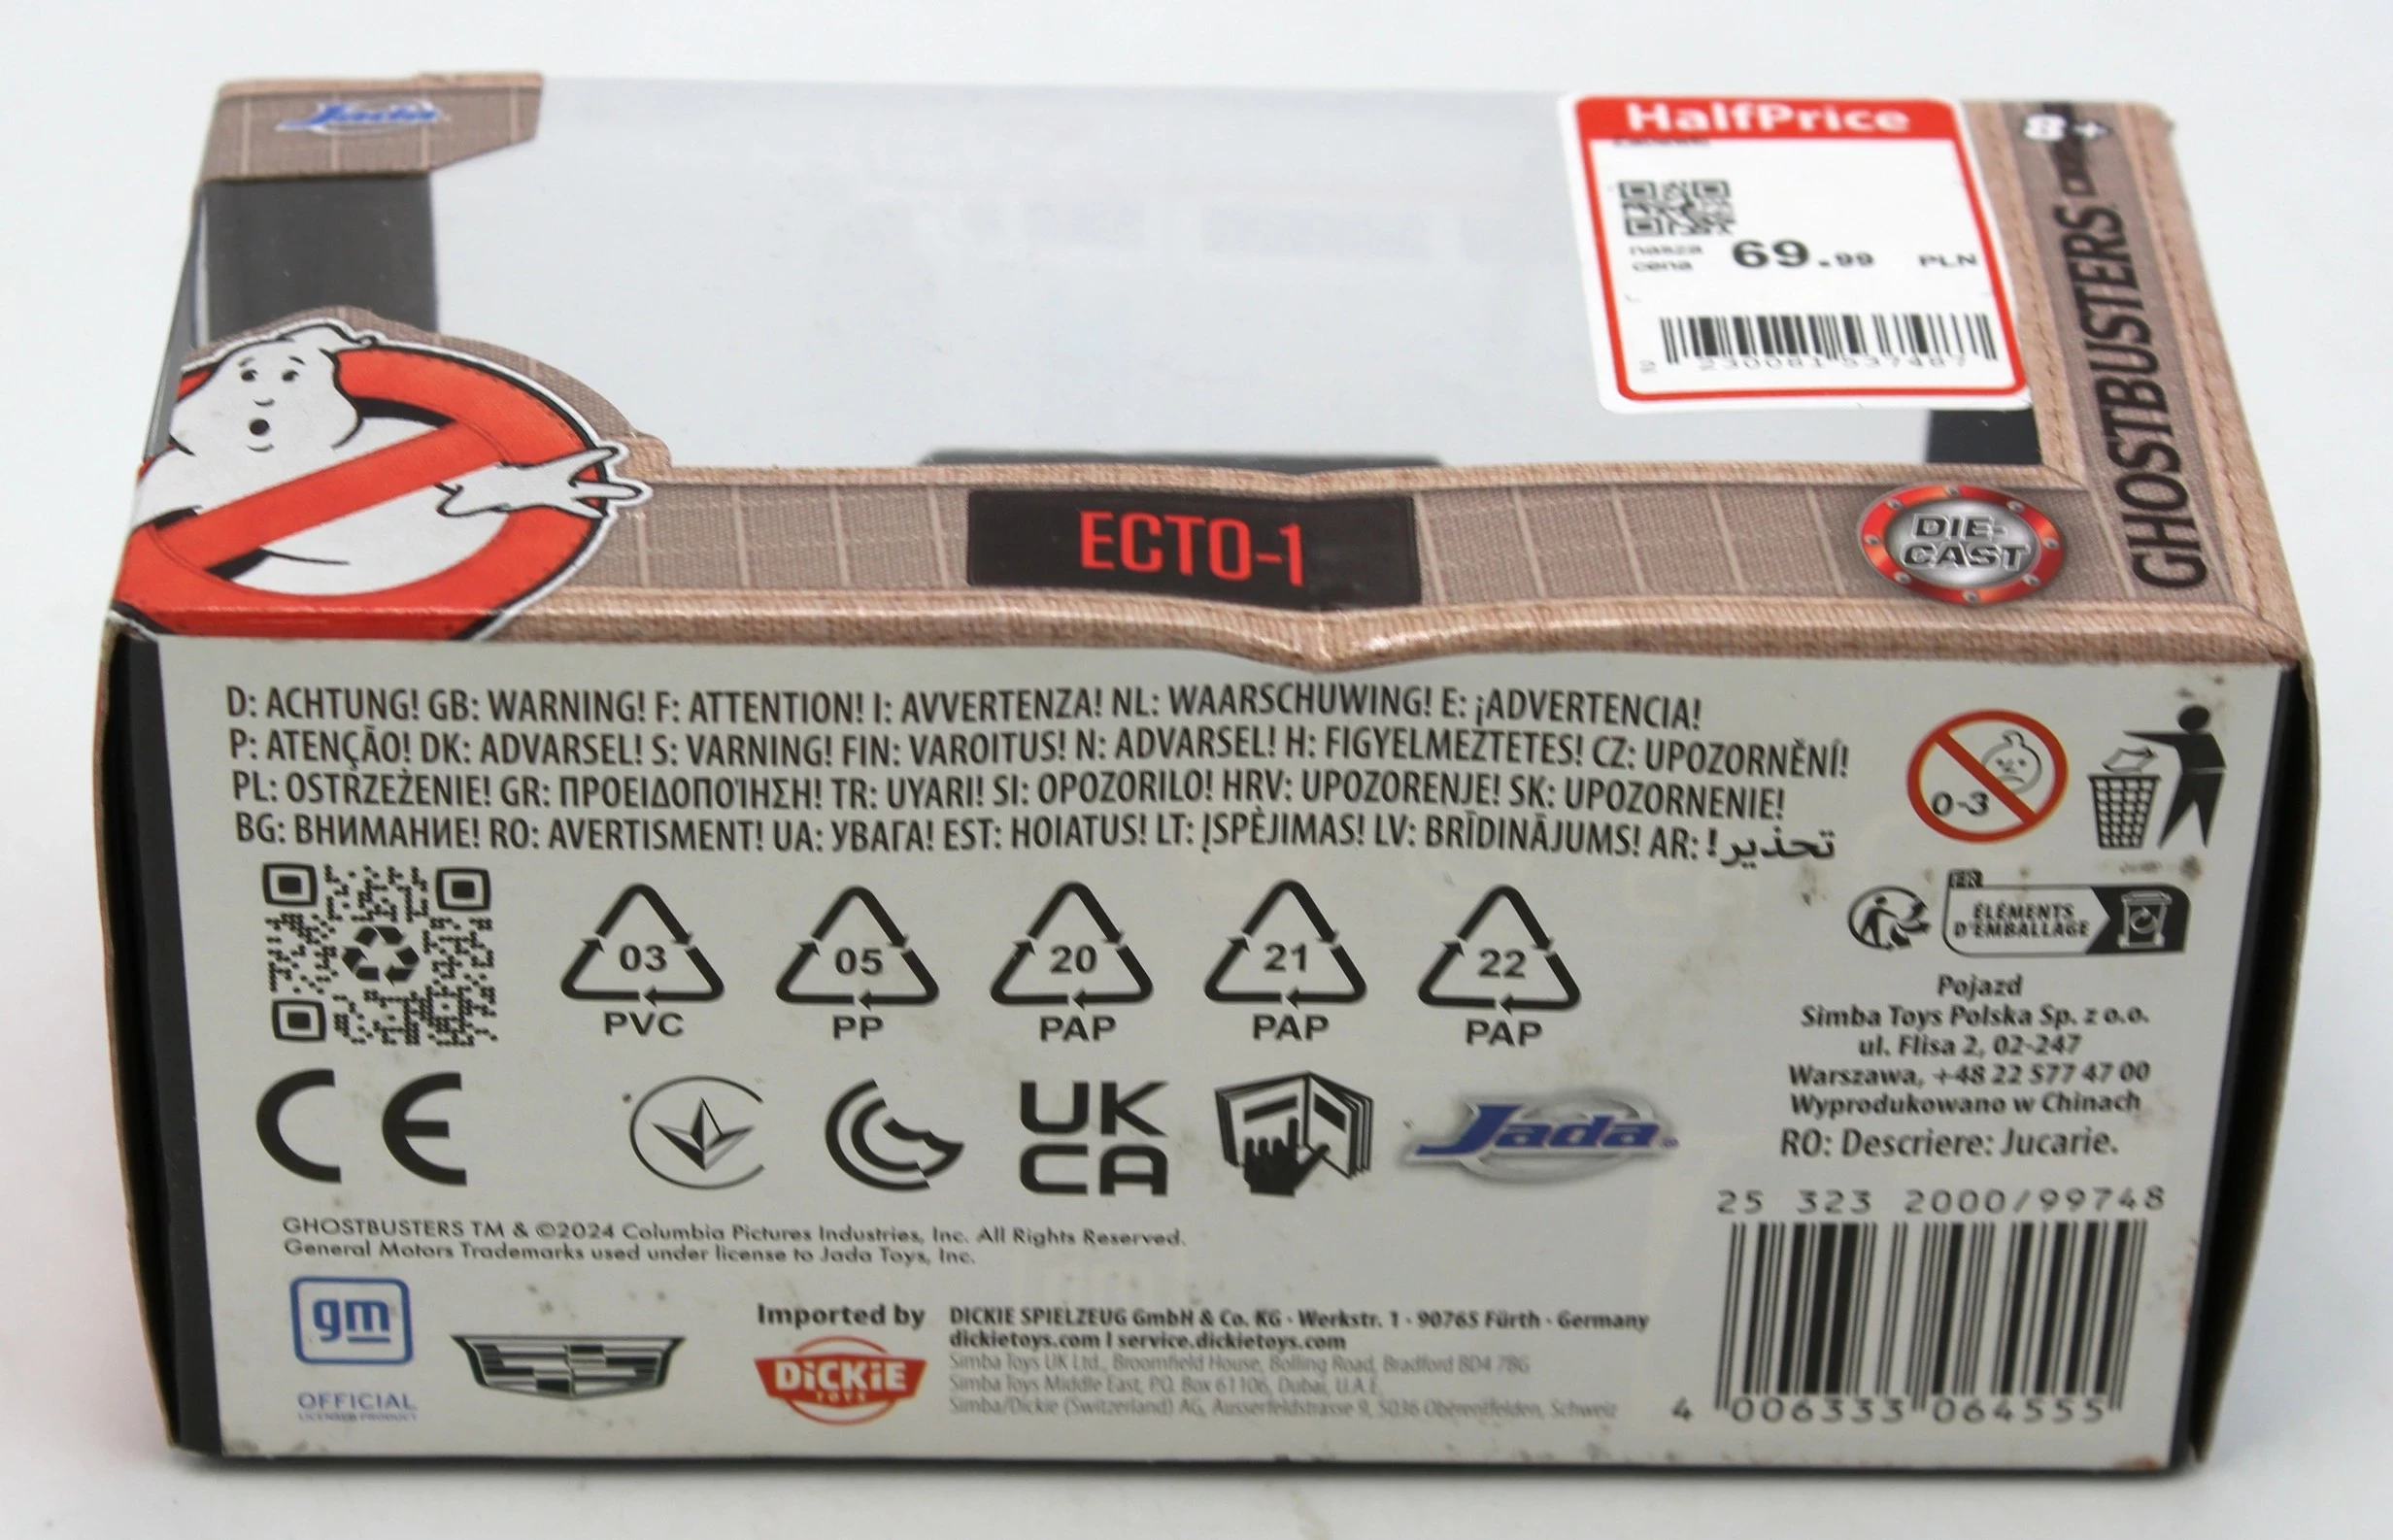 Jada
HalfPrice
nasza
cena 69.99 PLN
2 230081 537487
8+
GHOSTBUSTERS
ECTO-1
DIE-
CAST
D: ACHTUNG! GB: WARNING! F: ATTENTION! I: AVVERTENZA! NL: WAARSCHUWING! E: ¡ADVERTENCIA!
P: ATENÇÃO! DK: ADVARSEL! S: VARNING! FIN: VAROITUS! N: ADVARSEL! H: FIGYELMEZTETES! CZ: UPOZORNĚNÍ!
PL: OSTRZEŻENIE! GR: ΠΡΟΕΙΔΟΠΟΊΗΣΗ! TR: UYARI! SI: OPOZORILO! HRV: UPOZORENJE! SK: UPOZORNENIE!
BG: ВНИМАНИЕ! RO: AVERTISMENT! UA: УВАГА! EST: HOIATUS! LT: ĮSPĖJIMAS! LV: BRĪDINĀJUMS! AR: تحذير!
0-3
03
PVC
05
PP
20
PAP
21
PAP
22
PAP
FR
ÉLÉMENTS
D'EMBALLAGE
Pojazd
Simba Toys Polska Sp. z o.o.
ul. Flisa 2, 02-247
Warszawa, +48 22 577 47 00
Wyprodukowano w Chinach
RO: Descriere: Jucarie.
CE
UK
CA
Jada
25 323 2000/99748
4 006333 064555
GHOSTBUSTERS TM & ©2024 Columbia Pictures Industries, Inc. All Rights Reserved.
General Motors Trademarks used under license to Jada Toys, Inc.
gm
OFFICIAL
LICENSED PRODUCT
Imported by
DICKIE
TOYS
DICKIE SPIELZEUG GmbH & Co. KG · Werkstr. 1 · 90765 Fürth · Germany
dickietoys.com I service.dickietoys.com
Simba Toys UK Ltd., Broomfield House, Bolling Road, Bradford BD4 7BG
Simba Toys Middle East, P.O. Box 61106, Dubai, U.A.E.
Simba/Dickie (Switzerland) AG, Ausserfeldstrasse 9, 5036 Oberentfelden, Schweiz